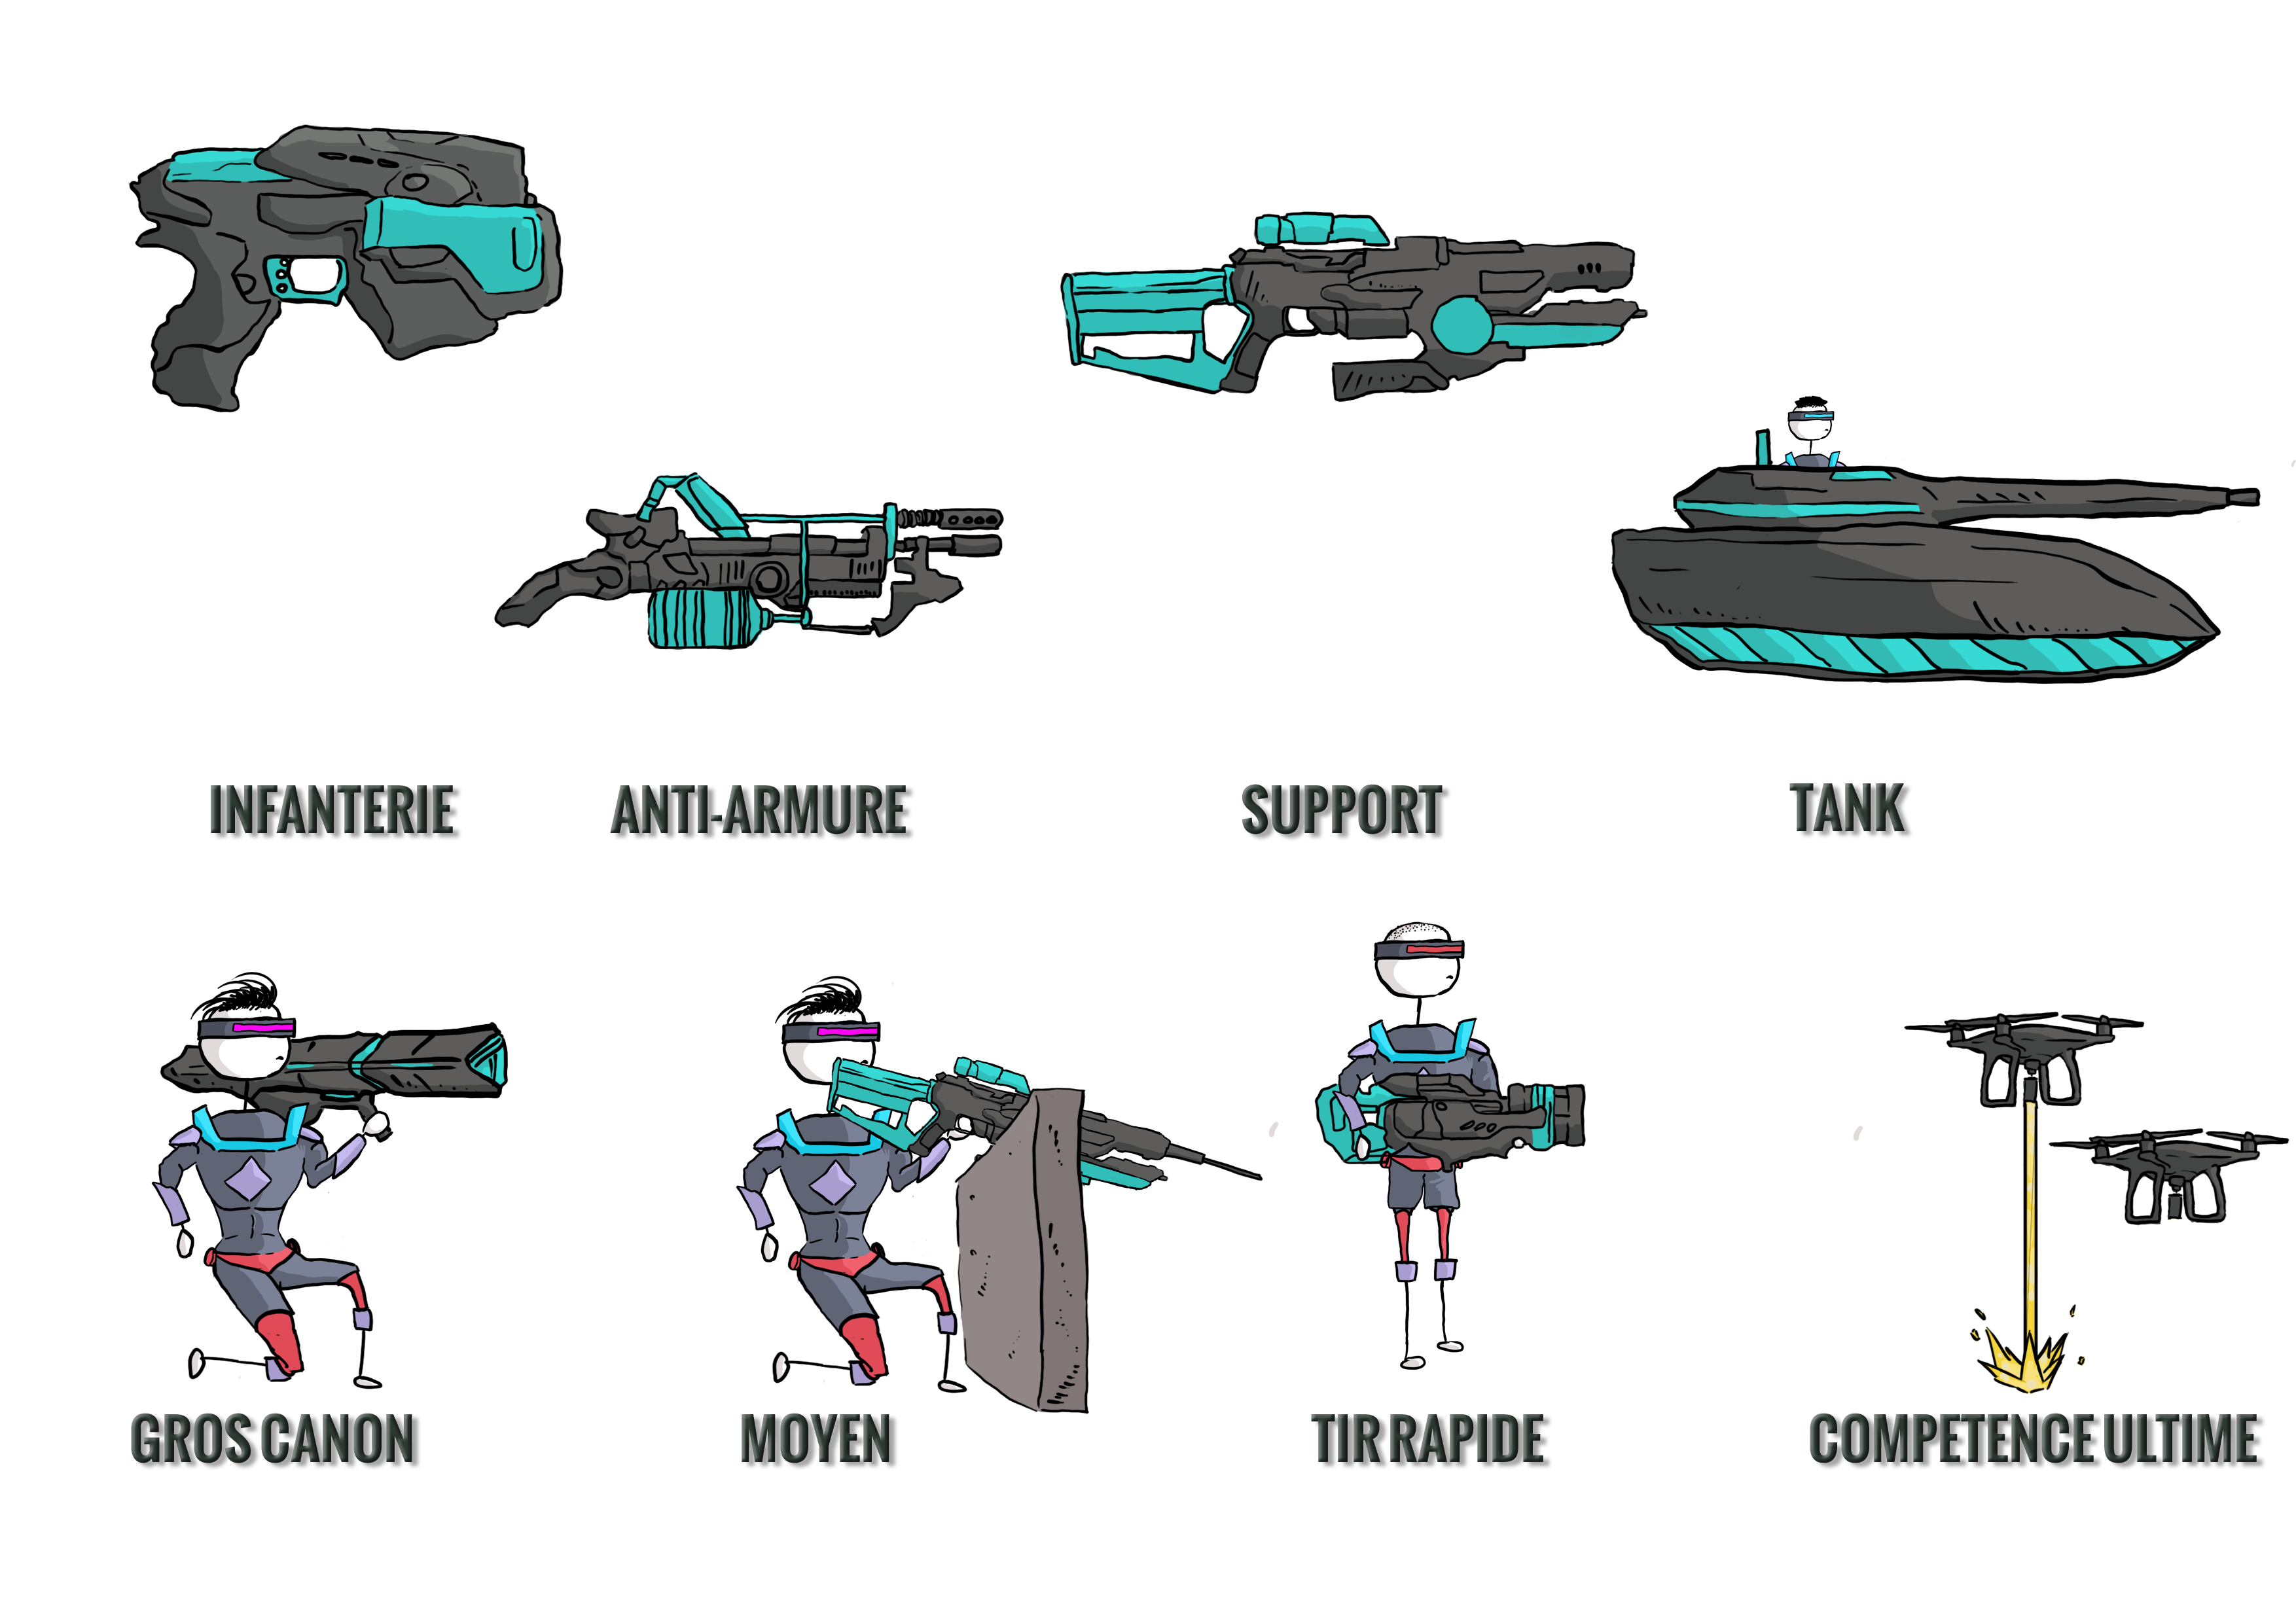 INFANTERIE
ANTI-ARMURE
SUPPORT
TANK
GROS CANON
MOYEN
TIR RAPIDE
COMPETENCE ULTIME